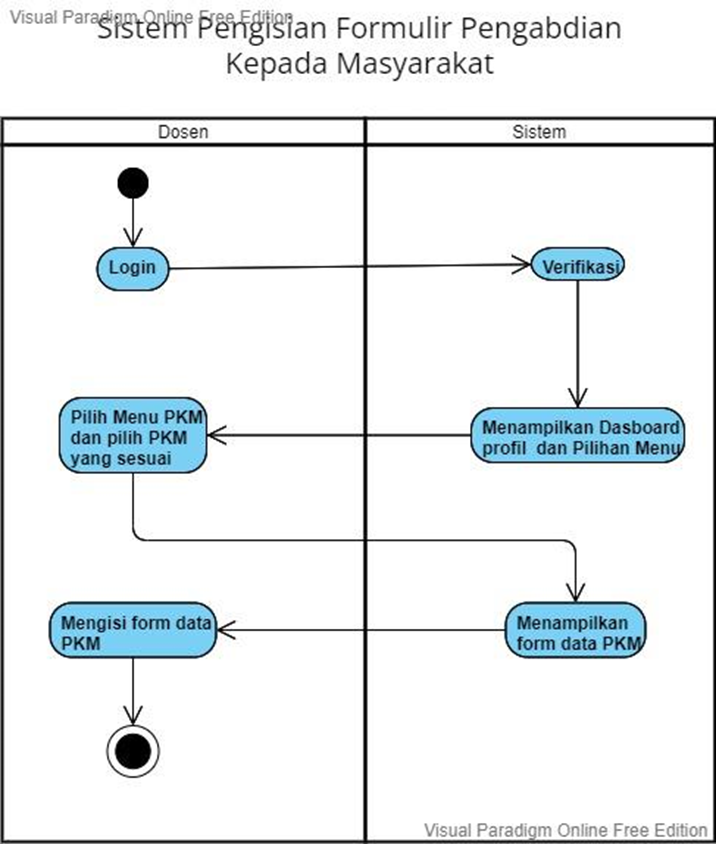 Visual Paradigm Online Free Edition
Sistem Pengisian Formulir Pengabdian
Kepada Masyarakat
Dosen
Sistem
Login
Verifikasi
Pilih Menu PKM
dan pilih PKM
yang sesuai
Menampilkan Dasboard
profil dan Pilihan Menu
Mengisi form data
PKM
Menampilkan
form data PKM
Visual Paradigm Online Free Edition